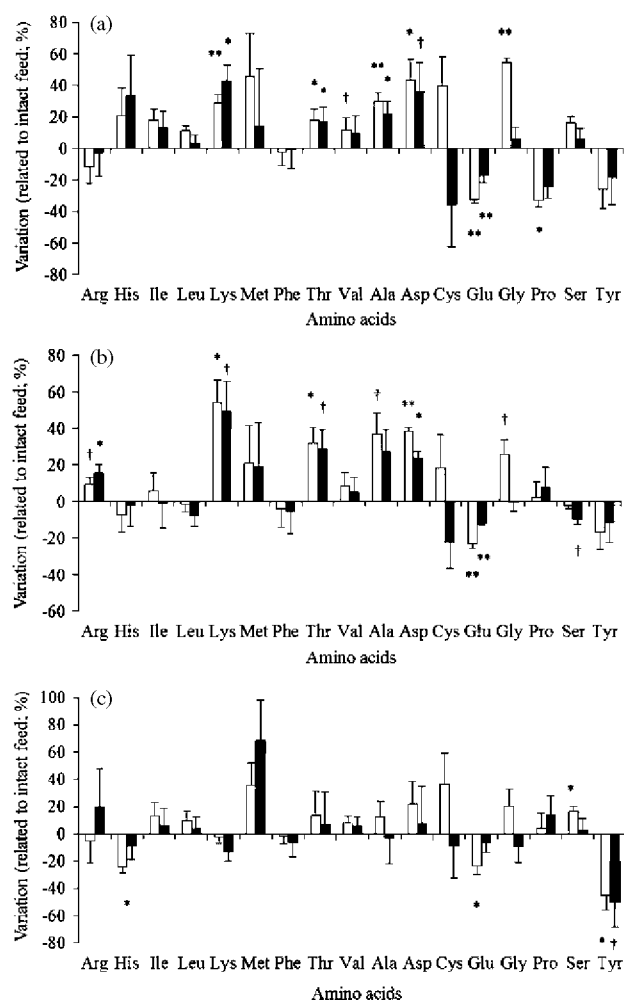 (a)
Variation (related to intact feed; %)
80
60
40
20
0
-20
-40
-60
-80
** * * * † ** * * † **
** ** *
Arg His Ile Leu Lys Met Phe Thr Val Ala Asp Cys Glu Gly Pro Ser Tyr
Amino acids
(b)
Variation (related to intact feed; %)
80
60
40
20
0
-20
-40
-60
† * * † * † † ** * †
** ** †
Arg His Ile Leu Lys Met Phe Thr Val Ala Asp Cys Glu Gly Pro Ser Tyr
Amino acids
(c)
Variation (related to intact feed; %)
100
80
60
40
20
0
-20
-40
-60
-80
*
* * * †
Arg His Ile Leu Lys Met Phe Thr Val Ala Asp Cys Glu Gly Pro Ser Tyr
Amino acids